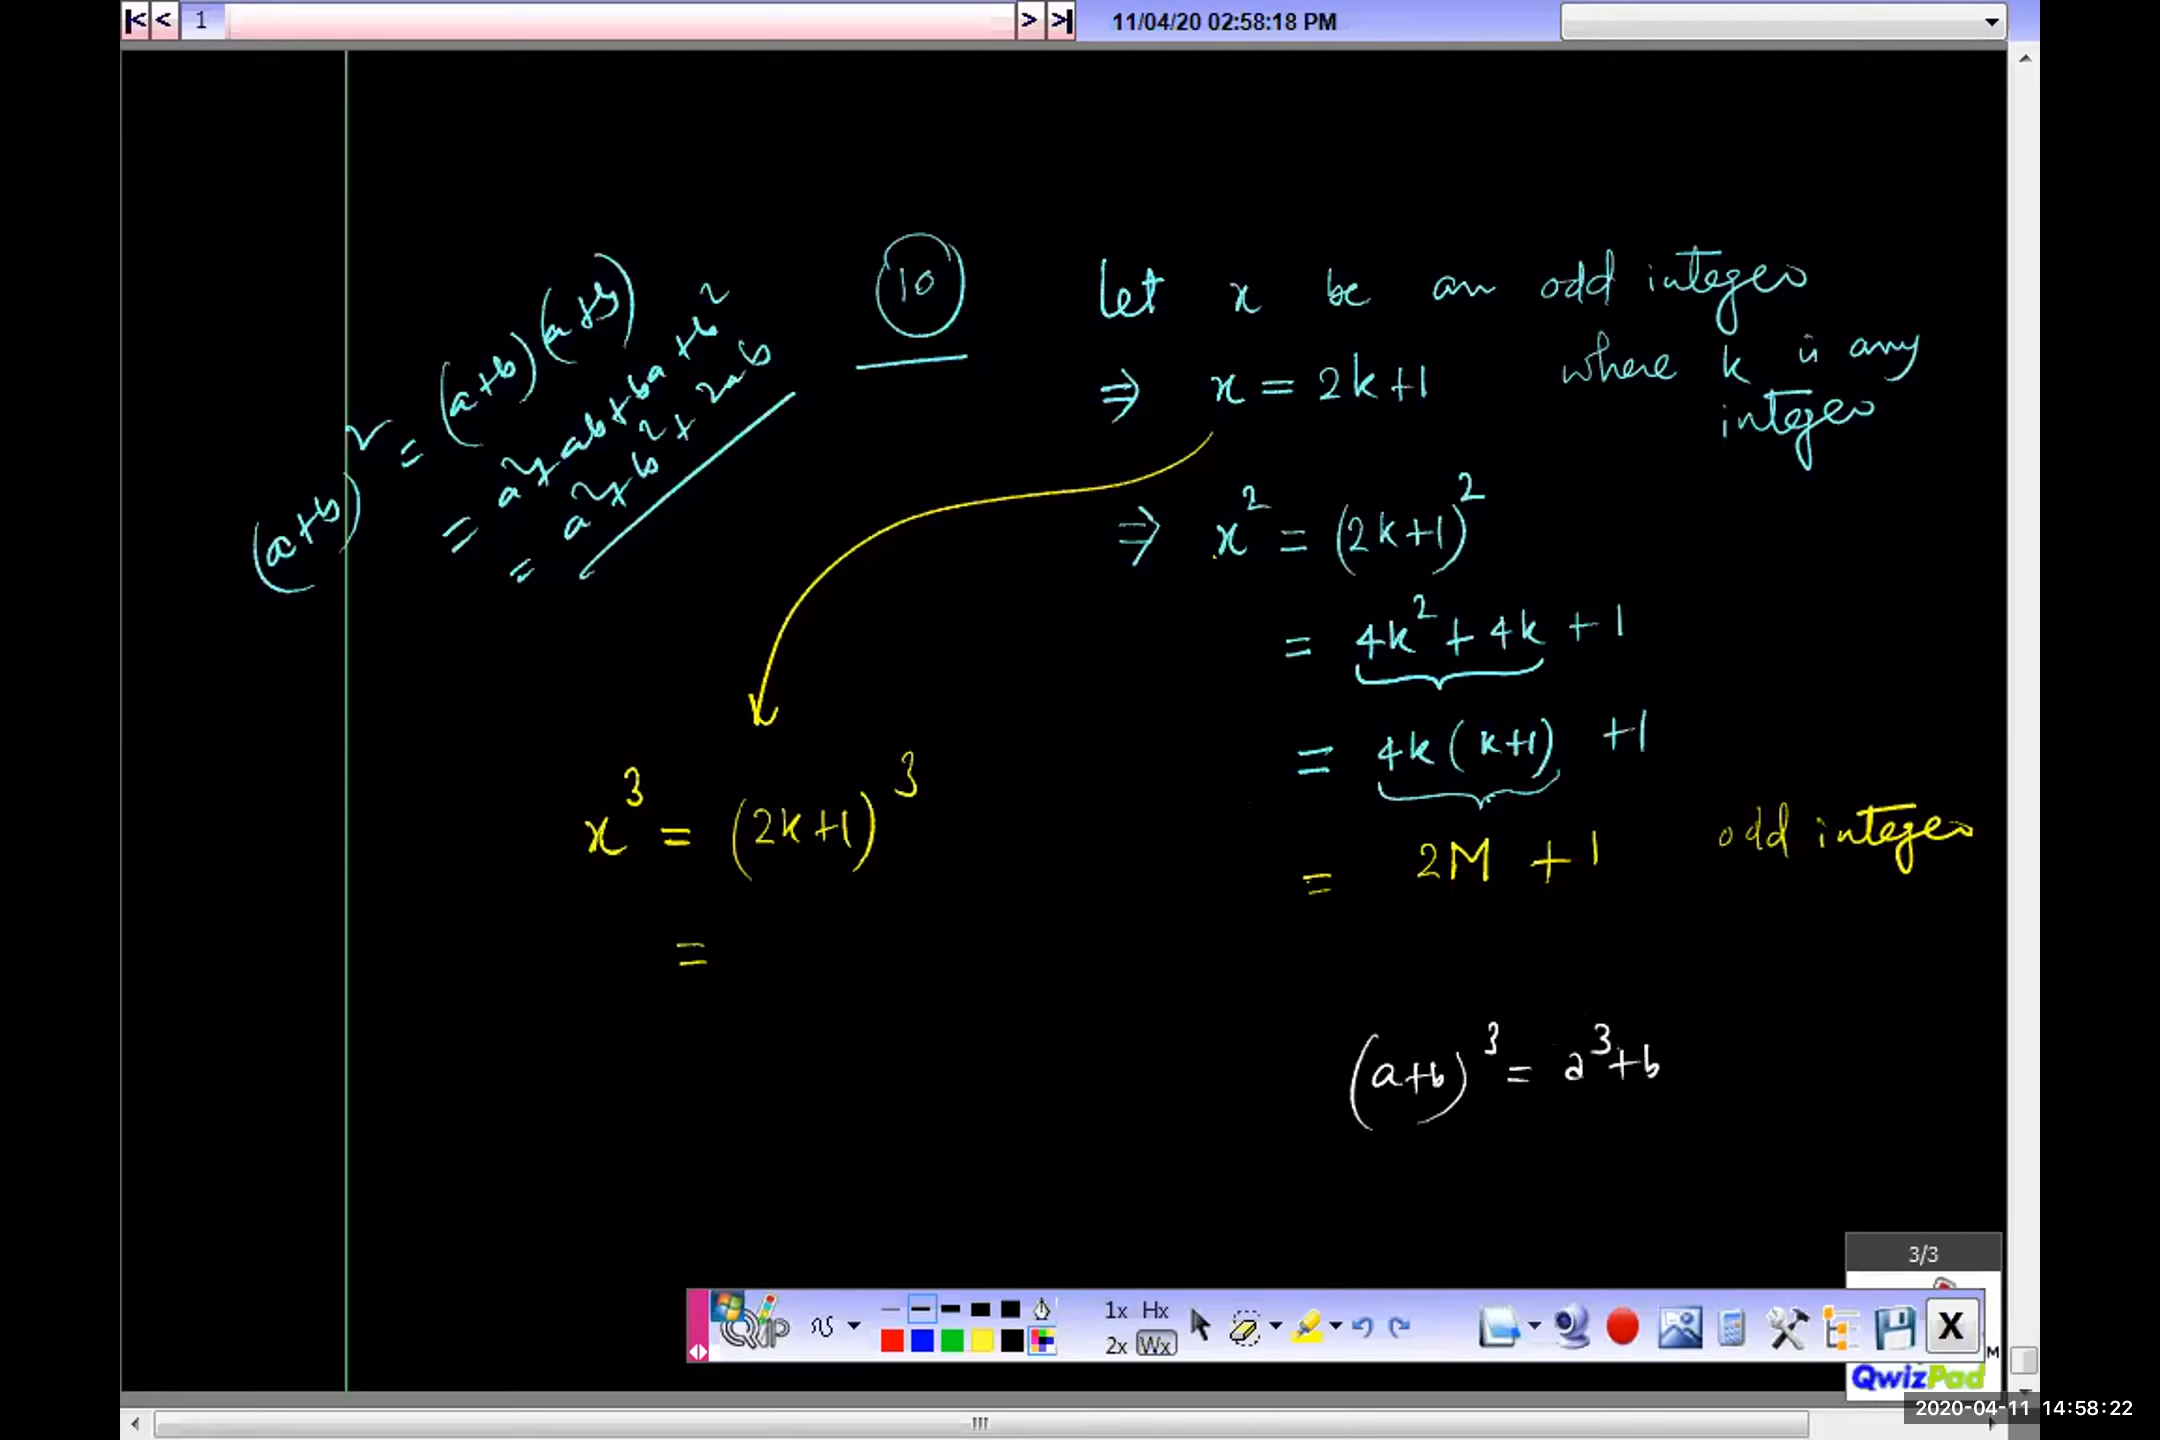 1
11/04/20 02:58:18 PM
(a+b)² = (a+b)(a+b)
= a²+ab+ba+b²
= a²+b²+2ab
10
Let x be an odd integer
⇒ x = 2k+1 where k is any
integer
⇒ x² = (2k+1)²
= 4k²+4k+1
= 4k(k+1) +1
= 2M + 1 odd integer
x³ = (2k+1)³
=
(a+b)³ = a³+b
3/3
Qip
1x Hx
2x Wx
X
M
QwizPad
2020-04-11 14:58:22